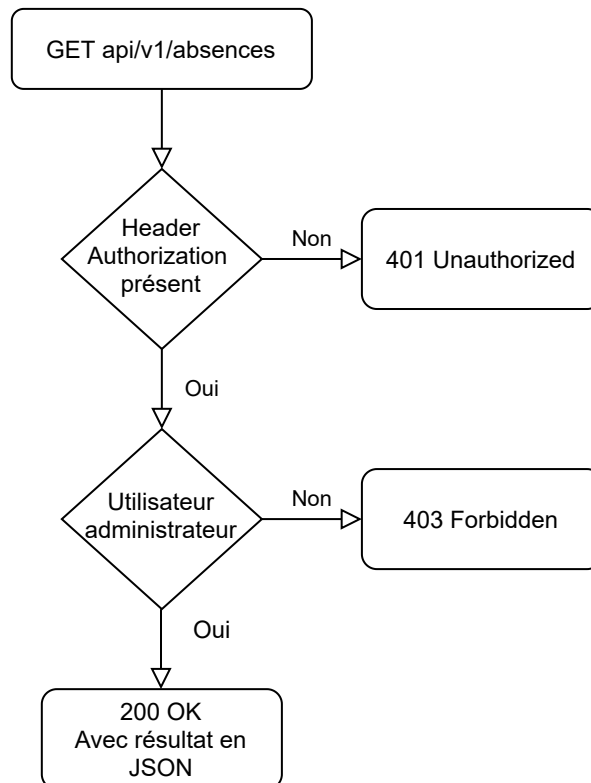 GET api/v1/absences
Header
Authorization
présent
Non
401 Unauthorized
Oui
Utilisateur
administrateur
Non
403 Forbidden
Oui
200 OK
Avec résultat en
JSON